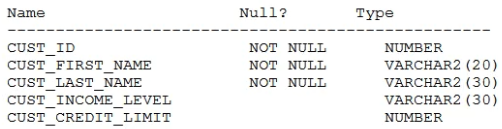 Name Null? Type
--------------------------------------------------
CUST_ID NOT NULL NUMBER
CUST_FIRST_NAME NOT NULL VARCHAR2(20)
CUST_LAST_NAME NOT NULL VARCHAR2(30)
CUST_INCOME_LEVEL VARCHAR2(30)
CUST_CREDIT_LIMIT NUMBER